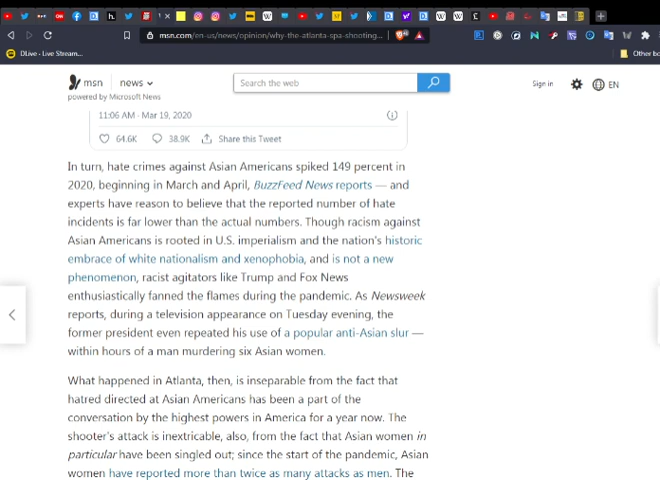 msn.com/en-us/news/opinion/why-the-atlanta-spa-shooting...
DLive - Live Stream...
Other bo
msn news
Search the web
Sign in
EN
powered by Microsoft News
11:06 AM · Mar 19, 2020
64.6K 38.9K Share this Tweet
In turn, hate crimes against Asian Americans spiked 149 percent in
2020, beginning in March and April, BuzzFeed News reports — and
experts have reason to believe that the reported number of hate
incidents is far lower than the actual numbers. Though racism against
Asian Americans is rooted in U.S. imperialism and the nation's historic
embrace of white nationalism and xenophobia, and is not a new
phenomenon, racist agitators like Trump and Fox News
enthusiastically fanned the flames during the pandemic. As Newsweek
reports, during a television appearance on Tuesday evening, the
former president even repeated his use of a popular anti-Asian slur —
within hours of a man murdering six Asian women.
What happened in Atlanta, then, is inseparable from the fact that
hatred directed at Asian Americans has been a part of the
conversation by the highest powers in America for a year now. The
shooter's attack is inextricable, also, from the fact that Asian women in
particular have been singled out; since the start of the pandemic, Asian
women have reported more than twice as many attacks as men. The